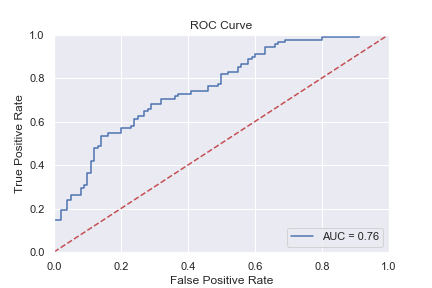 ROC Curve
1.0
0.8
0.6
0.4
0.2
0.0
True Positive Rate
AUC = 0.76
0.0 0.2 0.4 0.6 0.8 1.0
False Positive Rate